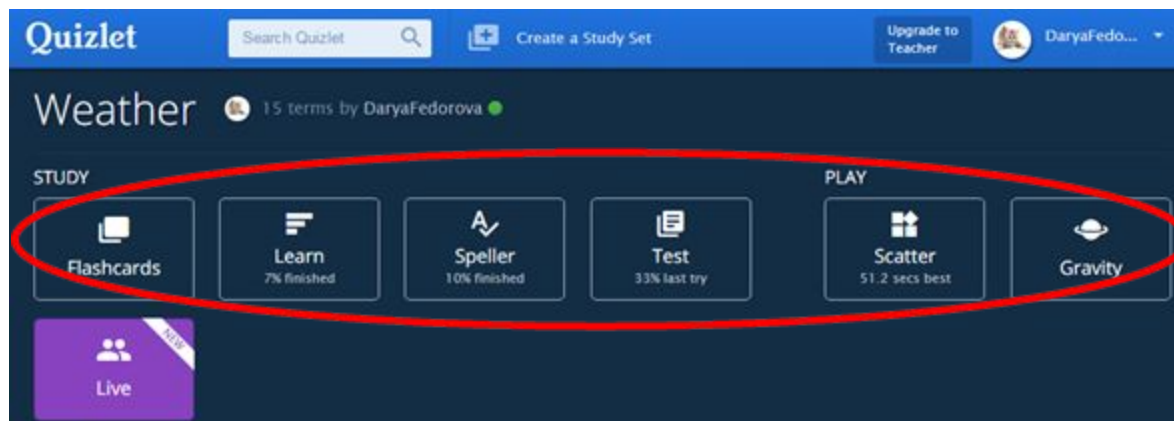 Quizlet
Search Quizlet
Create a Study Set
Upgrade to
Teacher
DaryaFedo...
Weather
15 terms by DaryaFedorova
STUDY
PLAY
Flashcards
Learn
7% finished
Speller
10% finished
Test
33% last try
Scatter
51.2 secs best
Gravity
NEW
Live